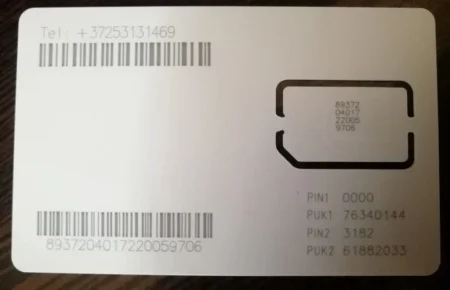 Tel: +37253131469
89372
04017
22005
9706
PIN1 0000
PUK1 76340144
PIN2 3182
PUK2 61882033
8937204017220059706